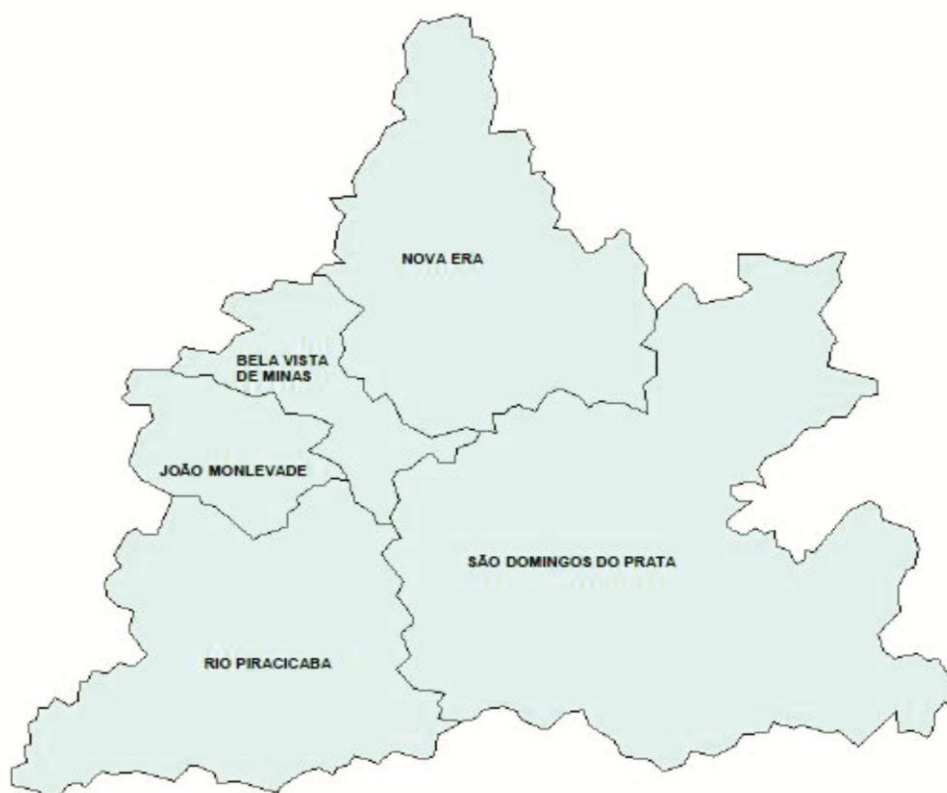 NOVA ERA
BELA VISTA
DE MINAS
JOÃO MONLEVADE
SÃO DOMINGOS DO PRATA
RIO PIRACICABA